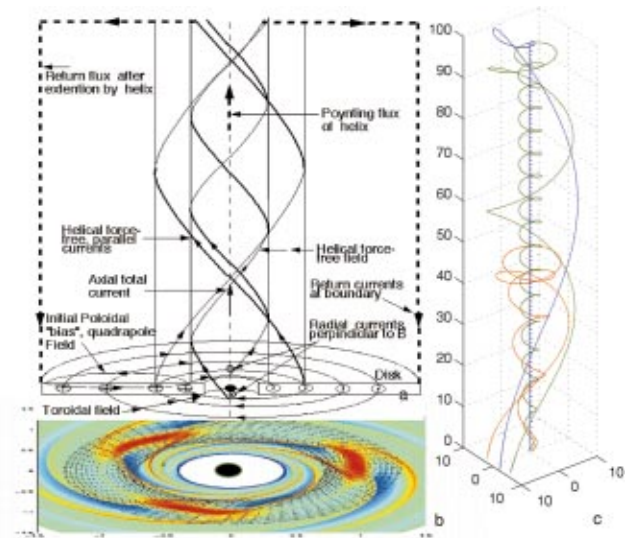 Return flux after
extention by helix
Poynting flux
of helix
Helical force-
free, parallel
currents
Helical force-
free field
Axial total
current
Return currents
at boundary
Initial Poloidal
"bias", quadrapole
Field
Radial currents
perpindiclar to B
Disk
a
Toroidal field
b
100
90
80
70
60
50
40
30
20
10
0
10
0
10
10
0
10
c